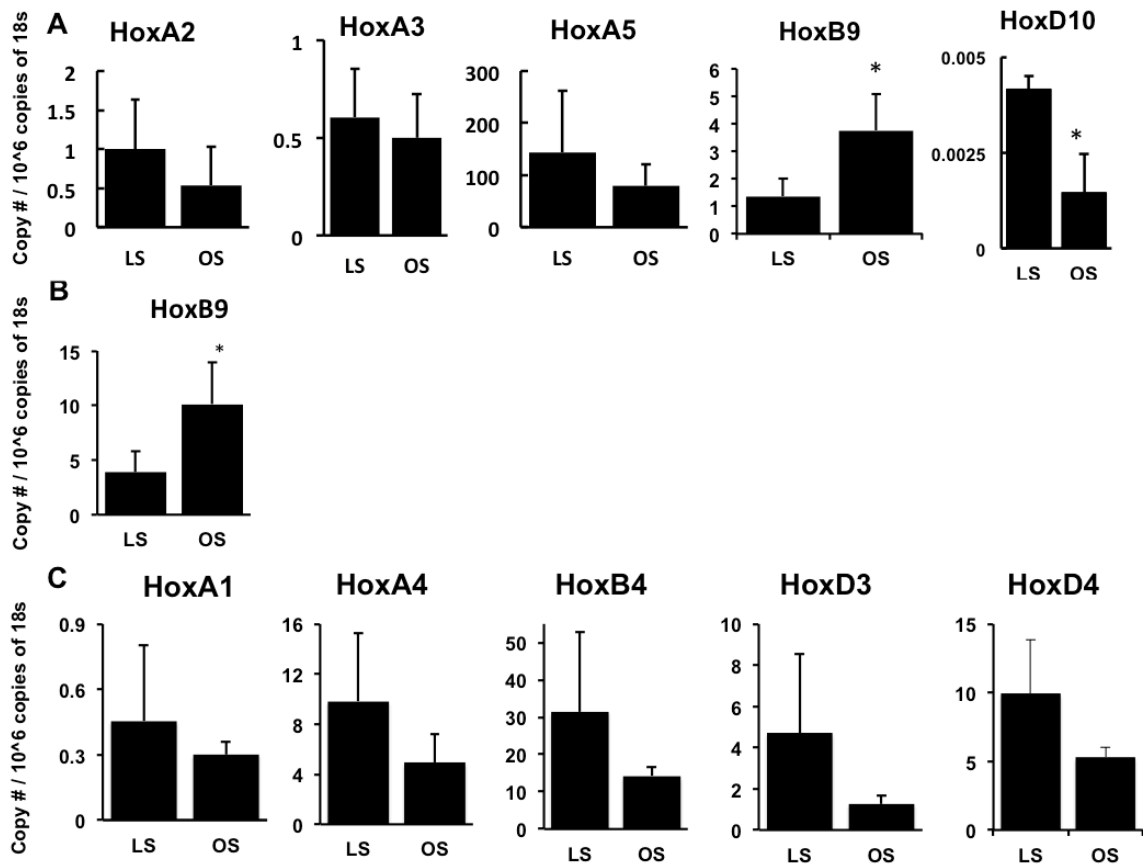 A
HoxA2 HoxA3 HoxA5 HoxB9 HoxD10
Copy # / 10^6 copies of 18s
2
1.5
1
0.5
0
LS OS
1
0.5
0
LS OS
300
200
100
0
LS OS
6
5
4
3
2
1
0
*
LS OS
0.005
0.0025
0
*
LS OS
B
HoxB9
Copy # / 10^6 copies of 18s
15
10
5
0
*
LS OS
C
HoxA1 HoxA4 HoxB4 HoxD3 HoxD4
Copy # / 10^6 copies of 18s
0.9
0.6
0.3
0
LS OS
16
12
8
4
0
LS OS
50
40
30
20
10
0
LS OS
10
8
6
4
2
0
LS OS
15
10
5
0
LS OS